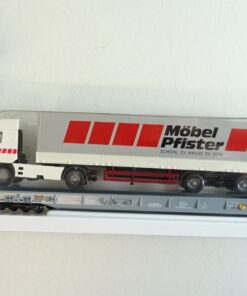 Möbel
Pfister
SCHÖN, ZU HAUSE ZU SEIN